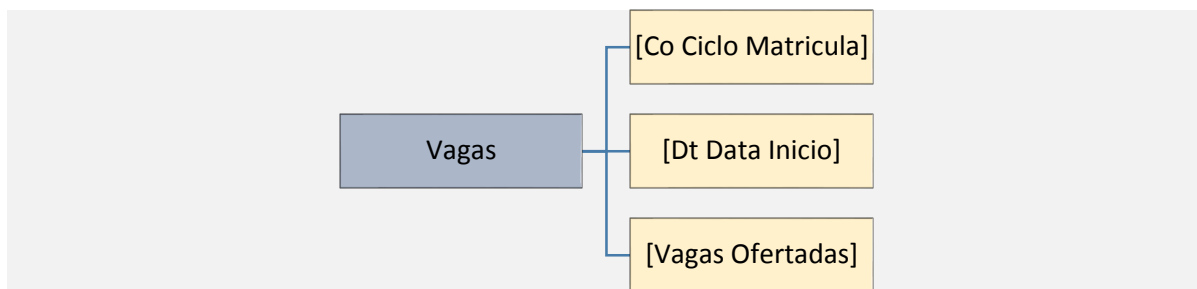 [Co Ciclo Matricula]
Vagas
[Dt Data Inicio]
[Vagas Ofertadas]